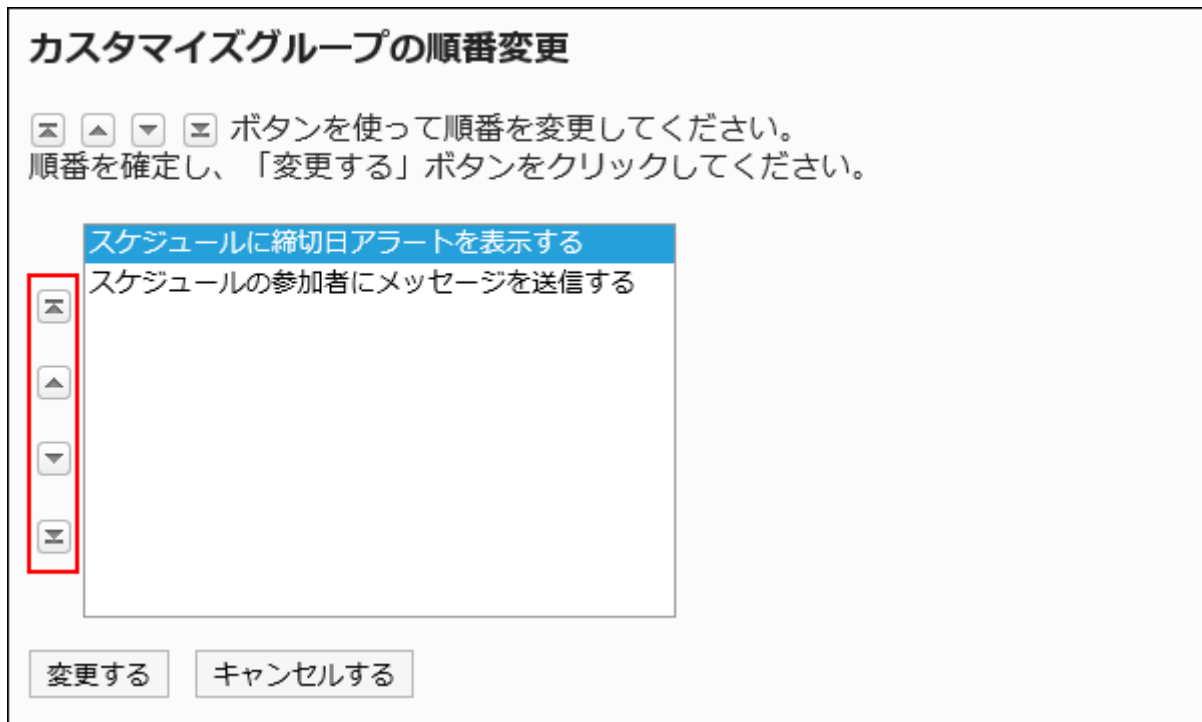 カスタマイズグループの順番変更
ボタンを使って順番を変更してください。
順番を確定し、「変更する」ボタンをクリックしてください。
スケジュールに締切日アラートを表示する
スケジュールの参加者にメッセージを送信する
変更する
キャンセルする